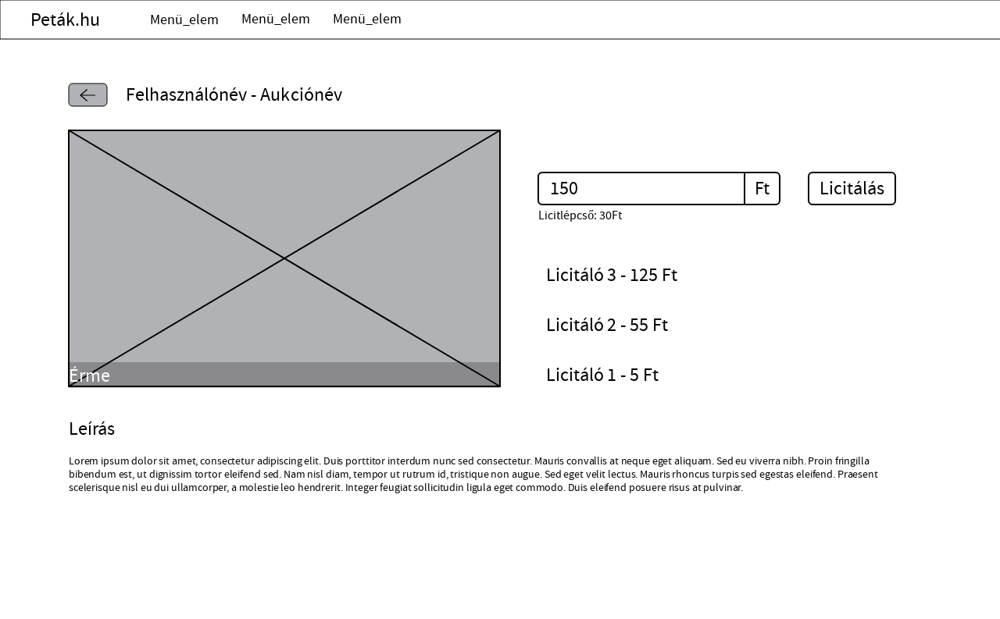 Peták.hu Menü_elem Menü_elem Menü_elem
Felhasználónév - Aukciónév
150 Ft Licitálás
Licitlépcső: 30Ft
Licitáló 3 - 125 Ft
Licitáló 2 - 55 Ft
Licitáló 1 - 5 Ft
Érme
Leírás
Lorem ipsum dolor sit amet, consectetur adipiscing elit. Duis porttitor interdum nunc sed consectetur. Mauris convallis at neque eget aliquam. Sed eu viverra nibh. Proin fringilla
bibendum est, ut dignissim tortor eleifend sed. Nam nisl diam, tempor ut rutrum id, tristique non augue. Sed eget velit lectus. Mauris rhoncus turpis sed egestas eleifend. Praesent
scelerisque nisl eu dui ullamcorper, a molestie leo hendrerit. Integer feugiat sollicitudin ligula eget commodo. Duis eleifend posuere risus at pulvinar.